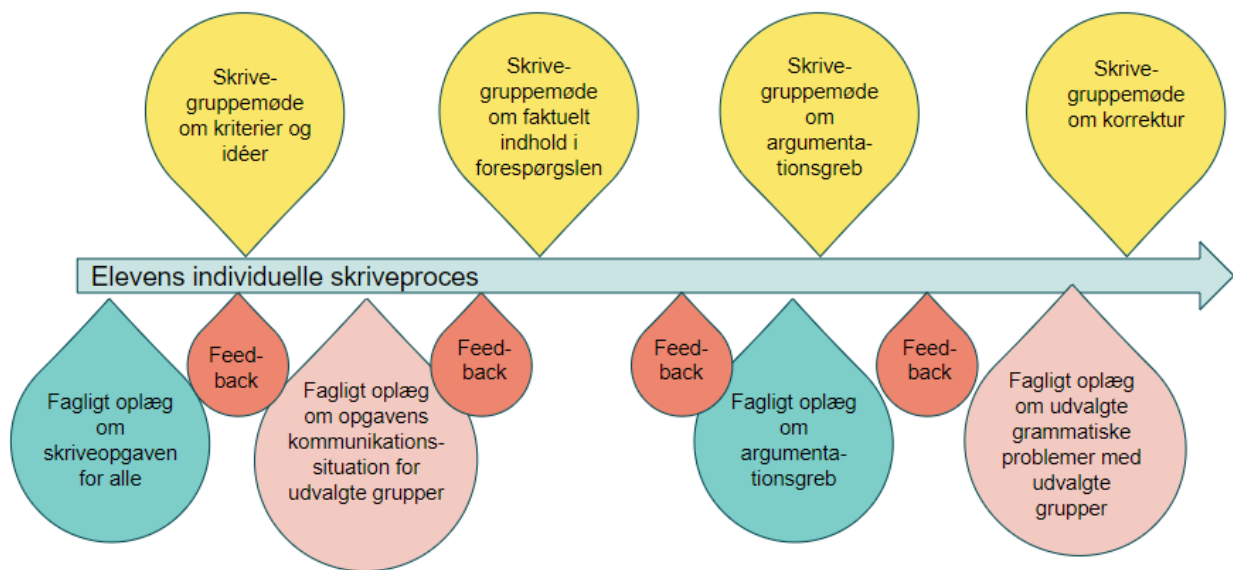 Skrive-
gruppemøde
om kriterier og
idéer
Skrive-
gruppemøde
om faktuelt
indhold i
forespørgslen
Skrive-
gruppemøde
om
argumenta-
tionsgreb
Skrive-
gruppemøde
om korrektur
Elevens individuelle skriveproces
Fagligt oplæg
om
skriveopgaven
for alle
Feed-
back
Fagligt oplæg
om opgavens
kommunikations-
situation for
udvalgte grupper
Feed-
back
Feed-
back
Fagligt oplæg
om
argumenta-
tionsgreb
Feed-
back
Fagligt oplæg
om udvalgte
grammatiske
problemer med
udvalgte
grupper